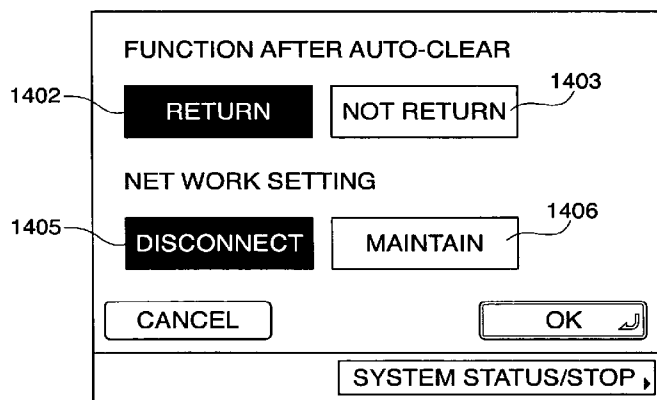 FUNCTION AFTER AUTO-CLEAR
1402 RETURN NOT RETURN 1403
NET WORK SETTING
1405 DISCONNECT MAINTAIN 1406
CANCEL OK
SYSTEM STATUS/STOP